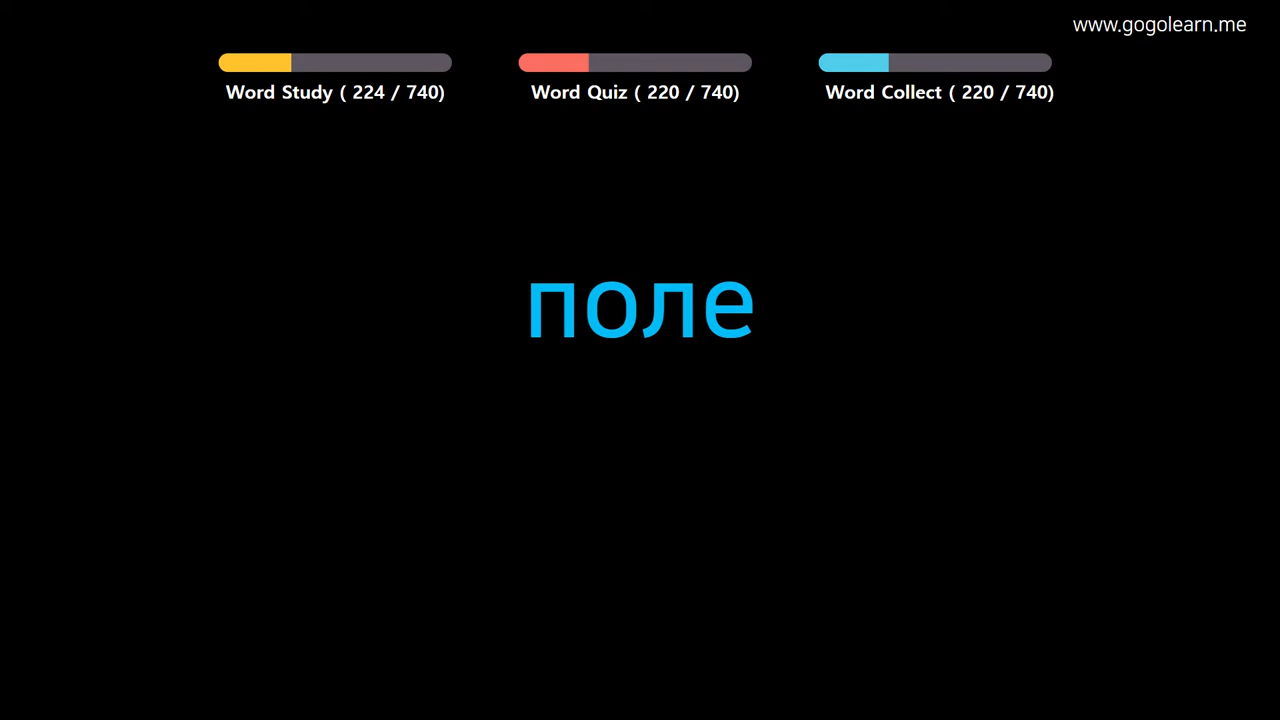 www.gogolearn.me
Word Study ( 224 / 740)
Word Quiz ( 220 / 740)
Word Collect ( 220 / 740)
поле